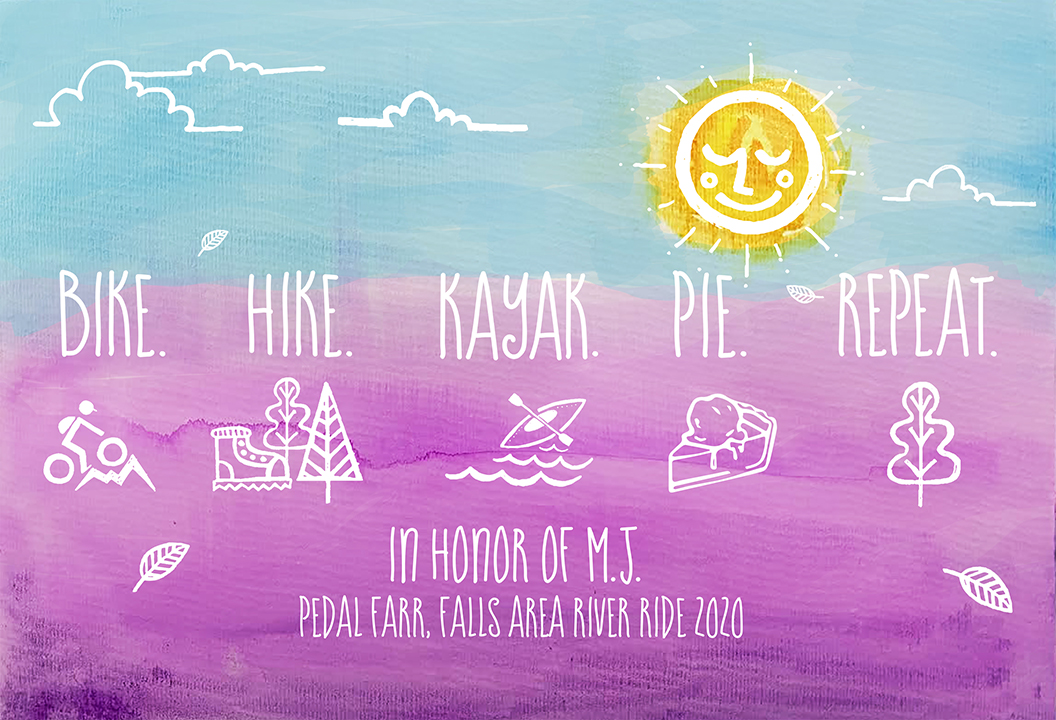 BIKE. HIKE. KAYAK. PIE. REPEAT.
IN HONOR OF M.J.
PEDAL FARR, FALLS AREA RIVER RIDE 2020